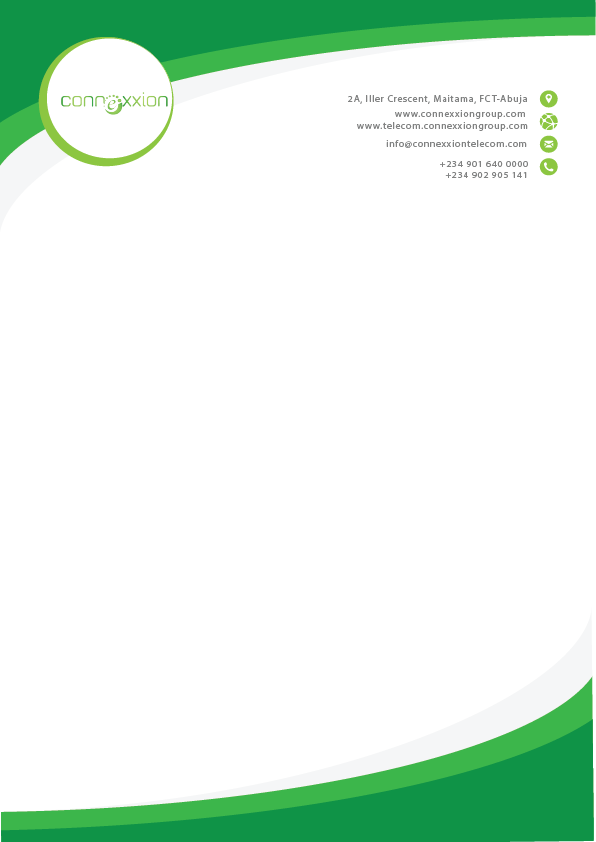 connexxion
2A, Iller Crescent, Maitama, FCT-Abuja
www.connexxiongroup.com
www.telecom.connexxiongroup.com
info@connexxiontelecom.com
+234 901 640 0000
+234 902 905 141